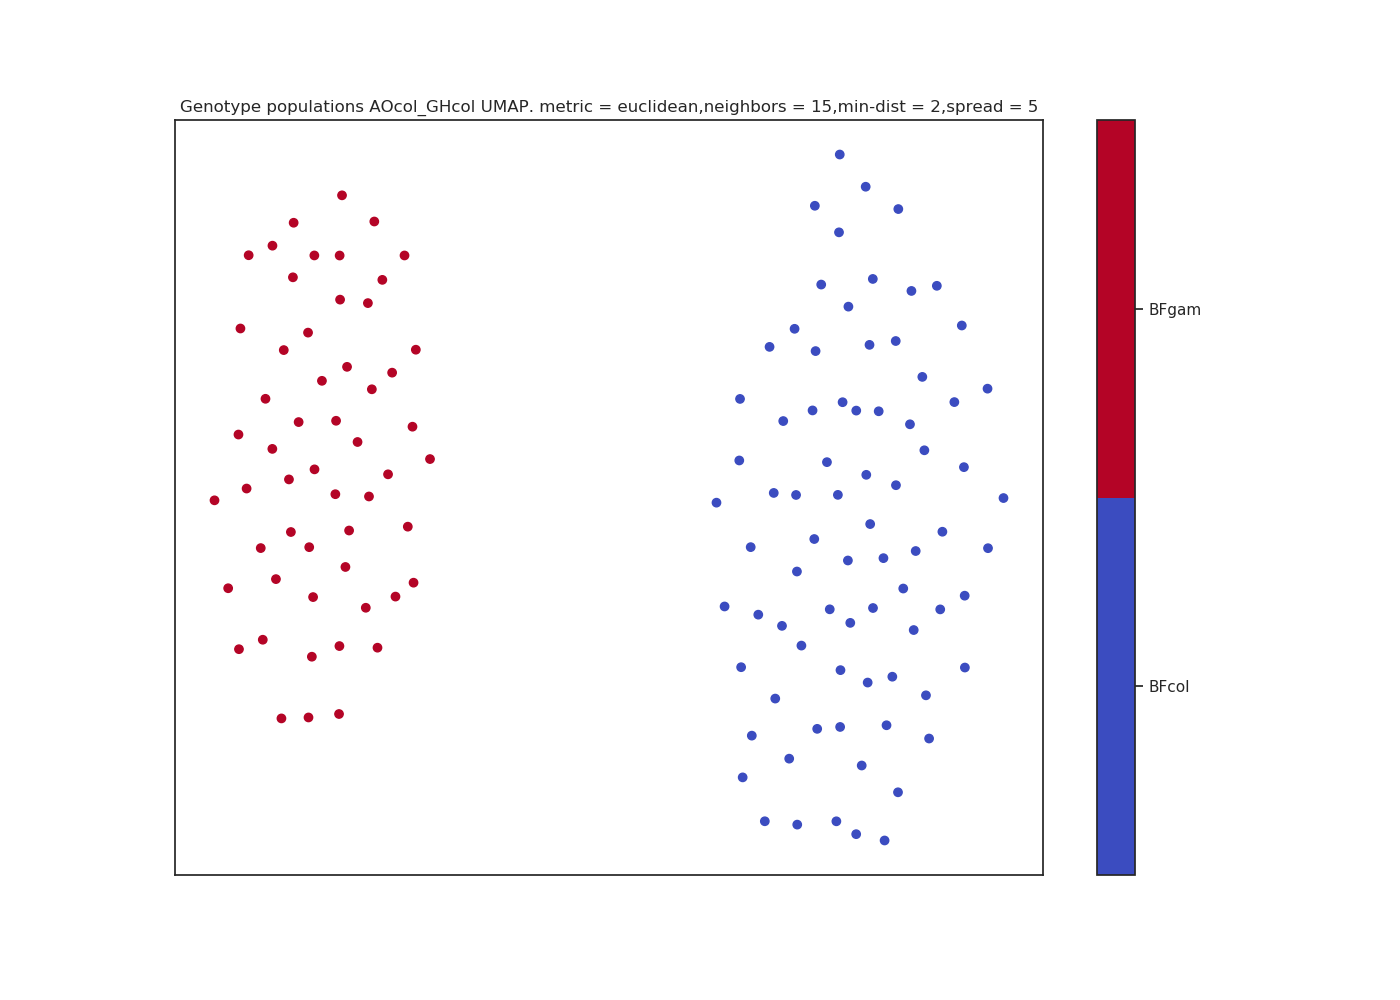 Genotype populations AOcol_GHcol UMAP. metric = euclidean,neighbors = 15,min-dist = 2,spread = 5
BFgam
BFcol